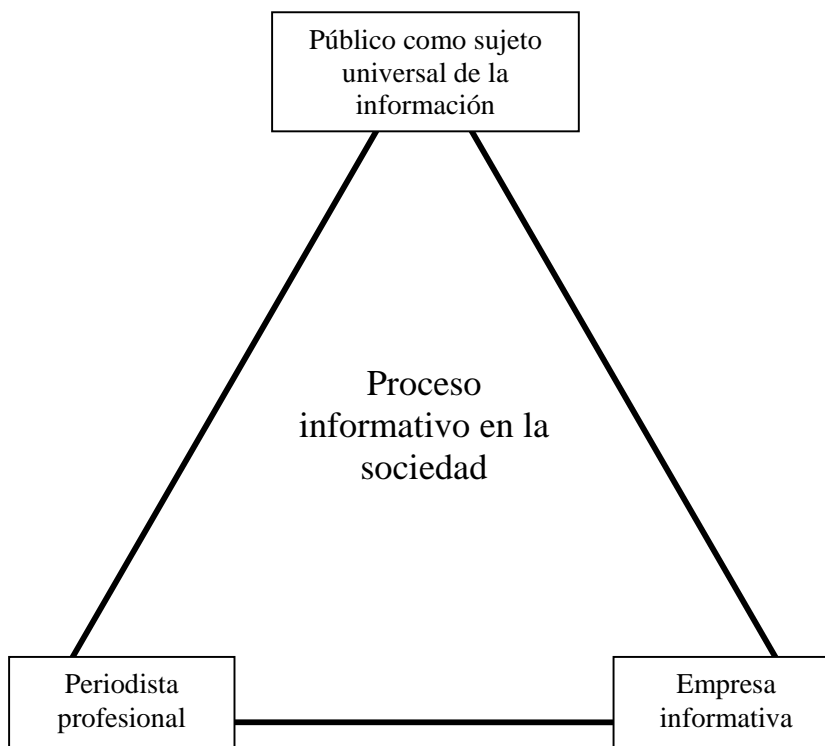 Público como sujeto
universal de la
información
Proceso
informativo en la
sociedad
Periodista
profesional
Empresa
informativa